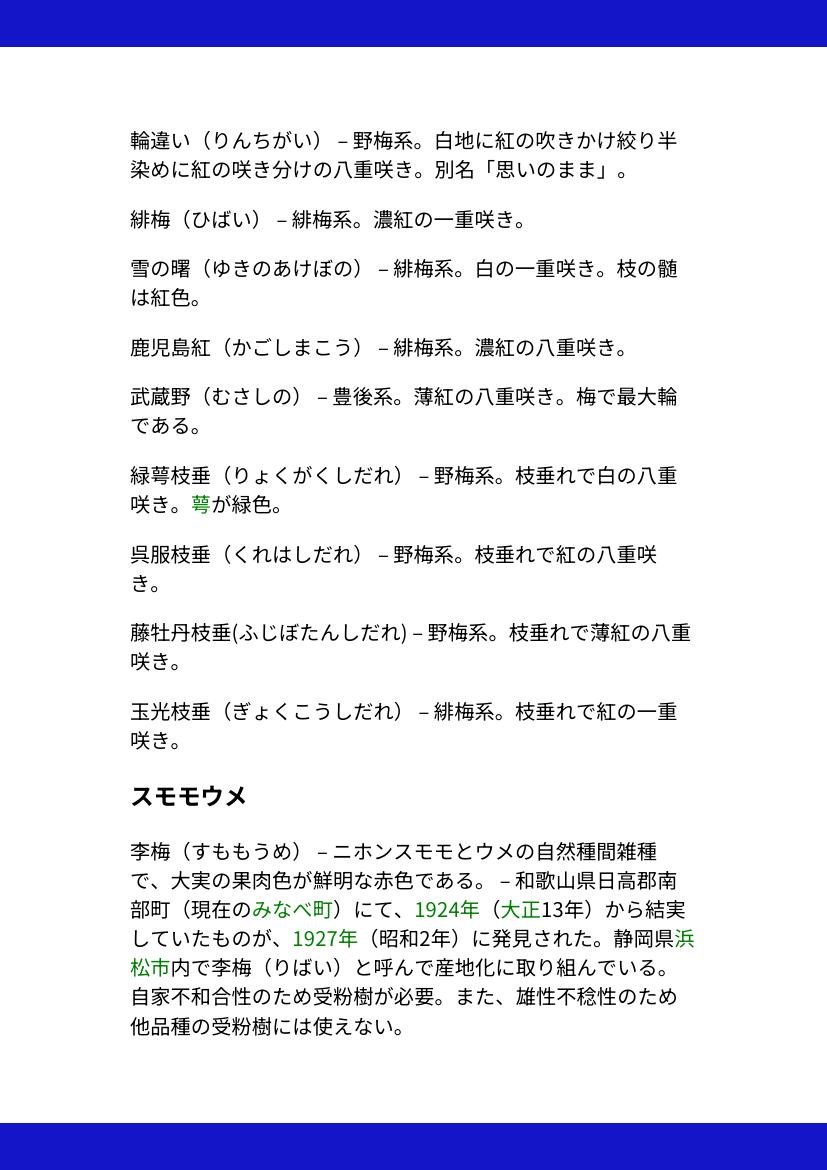 輪違い（りんちがい） – 野梅系。白地に紅の吹きかけ絞り半
染めに紅の咲き分けの八重咲き。別名「思いのまま」。
緋梅（ひばい） – 緋梅系。濃紅の一重咲き。
雪の曙（ゆきのあけぼの） – 緋梅系。白の一重咲き。枝の髄
は紅色。
鹿児島紅（かごしまこう） – 緋梅系。濃紅の八重咲き。
武蔵野（むさしの） – 豊後系。薄紅の八重咲き。梅で最大輪
である。
緑萼枝垂（りょくがくしだれ） – 野梅系。枝垂れで白の八重
咲き。萼が緑色。
呉服枝垂（くれはしだれ） – 野梅系。枝垂れで紅の八重咲
き。
藤牡丹枝垂(ふじぼたんしだれ) – 野梅系。枝垂れで薄紅の八重
咲き。
玉光枝垂（ぎょくこうしだれ） – 緋梅系。枝垂れで紅の一重
咲き。
スモモウメ
李梅（すももうめ） – ニホンスモモとウメの自然種間雑種
で、大実の果肉色が鮮明な赤色である。 – 和歌山県日高郡南
部町（現在のみなべ町）にて、1924年（大正13年）から結実
していたものが、1927年（昭和2年）に発見された。静岡県浜
松市内で李梅（りばい）と呼んで産地化に取り組んでいる。
自家不和合性のため受粉樹が必要。また、雄性不稔性のため
他品種の受粉樹には使えない。